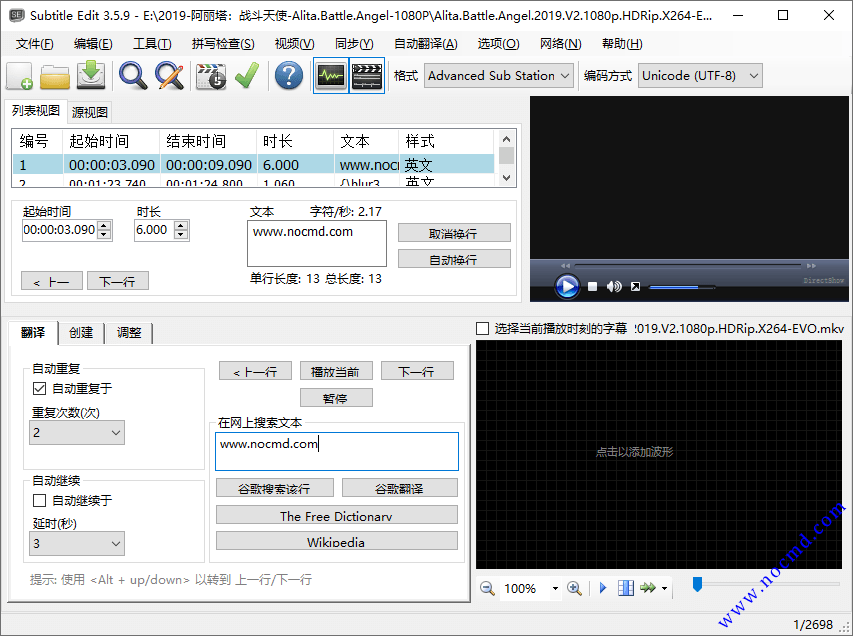 Subtitle Edit 3.5.9 - E:\2019-阿丽塔：战斗天使-Alita.Battle.Angel-1080P\Alita.Battle.Angel.2019.V2.1080p.HDRip.X264-E...
文件(F) 编辑(E) 工具(T) 拼写检查(S) 视频(V) 同步(Y) 自动翻译(A) 选项(O) 网络(N) 帮助(H)
格式 Advanced Sub Station 编码方式 Unicode (UTF-8)
列表视图 源视图
编号 起始时间 结束时间 时长 文本 样式
1 00:00:03.090 00:00:09.090 6.000 www.noc 英文
2 00:01:23.740 00:01:24.800 1.060 {\blur3 英文
起始时间 时长 文本 字符/秒: 2.17
00:00:03.090 6.000 www.nocmd.com
取消换行
自动换行
< 上一 下一行 单行长度: 13 总长度: 13
DirectShow
翻译 创建 调整
选择当前播放时刻的字幕 2019.V2.1080p.HDRip.X264-EVO.mkv
自动重复
自动重复于
重复次数(次)
2
自动继续
自动继续于
延时(秒)
3
< 上一行 播放当前 下一行
暂停
在网上搜索文本
www.nocmd.com
谷歌搜索该行 谷歌翻译
The Free Dictionary
Wikipedia
提示: 使用 <Alt + up/down> 以转到 上一行/下一行
点击以添加波形
100%
www.nocmd.com
1/2698